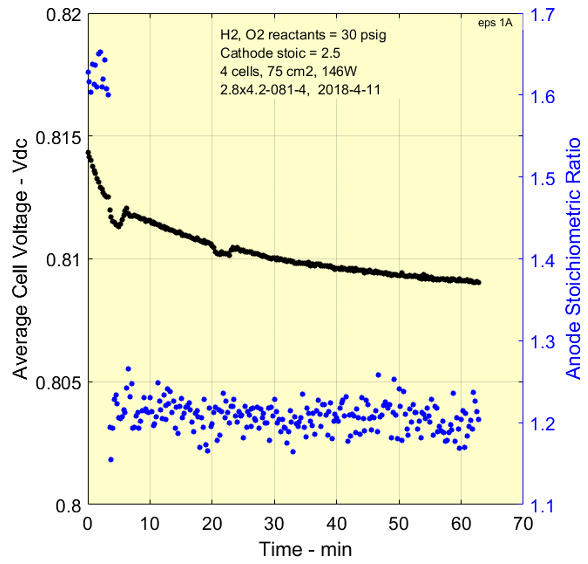 0.82
0.815
0.81
0.805
0.8
Average Cell Voltage - Vdc
H2, O2 reactants = 30 psig
Cathode stoic = 2.5
4 cells, 75 cm2, 146W
2.8x4.2-081-4, 2018-4-11
eps 1A
1.7
1.6
1.5
1.4
1.3
1.2
1.1
Anode Stoichiometric Ratio
0 10 20 30 40 50 60 70
Time - min